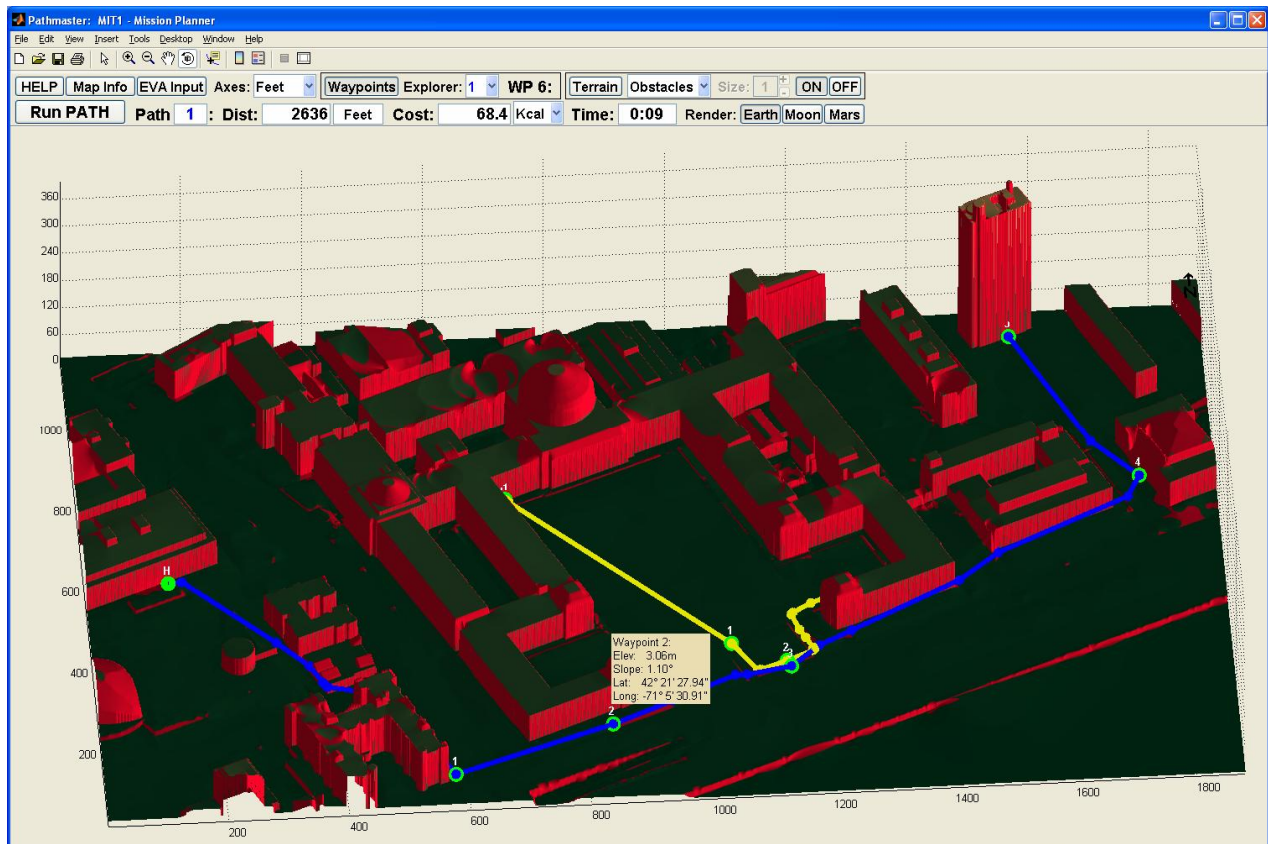 Pathmaster: MIT1 - Mission Planner
File Edit View Insert Tools Desktop Window Help
HELP Map Info EVA Input Axes: Feet Waypoints Explorer: 1 WP 6: Terrain Obstacles Size: 1 ON OFF
Run PATH Path 1 : Dist: 2636 Feet Cost: 68.4 Kcal Time: 0:09 Render: Earth Moon Mars
360
300
240
180
120
60
0
1000
800
600
400
200
N
J
4
H
1
2
3
1
2
Waypoint 2:
Elev: 3.06m
Slope: 1.10°
Lat: 42° 21' 27.94"
Long: -71° 5' 30.91"
200
400
600
800
1000
1200
1400
1600
1800